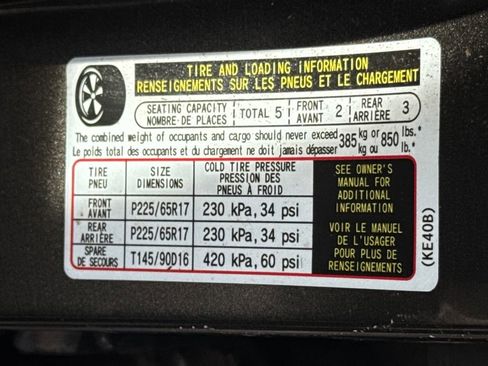 TIRE AND LOADING INFORMATION
RENSEIGNEMENTS SUR LES PNEUS ET LE CHARGEMENT
SEATING CAPACITY
NOMBRE DE PLACES
TOTAL 5
FRONT
AVANT 2
REAR
ARRIÈRE 3
The combined weight of occupants and cargo should never exceed 385 kg or 850 lbs.*
Le poids total des occupants et du chargement ne doit jamais dépasser 385 kg ou 850 lb.*
TIRE
PNEU
SIZE
DIMENSIONS
COLD TIRE PRESSURE
PRESSION DES
PNEUS À FROID
FRONT
AVANT
P225/65R17
230 kPa, 34 psi
REAR
ARRIÈRE
P225/65R17
230 kPa, 34 psi
SPARE
DE SECOURS
T145/90D16
420 kPa, 60 psi
SEE OWNER'S
MANUAL FOR
ADDITIONAL
INFORMATION
VOIR LE MANUEL
DE L'USAGER
POUR PLUS DE
RENSEIGNEMENTS
(KE40B)